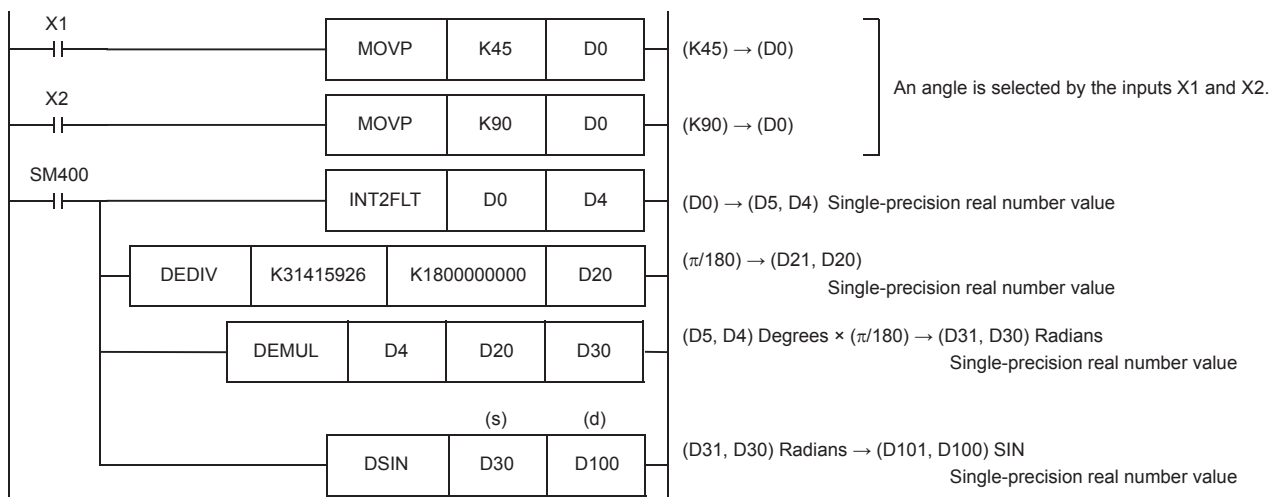 X1
MOVP K45 D0 (K45) → (D0)
An angle is selected by the inputs X1 and X2.
X2
MOVP K90 D0 (K90) → (D0)
SM400
INT2FLT D0 D4 (D0) → (D5, D4) Single-precision real number value
DEDIV K31415926 K1800000000 D20 (π/180) → (D21, D20)
Single-precision real number value
DEMUL D4 D20 D30 (D5, D4) Degrees × (π/180) → (D31, D30) Radians
Single-precision real number value
(s) (d)
DSIN D30 D100 (D31, D30) Radians → (D101, D100) SIN
Single-precision real number value